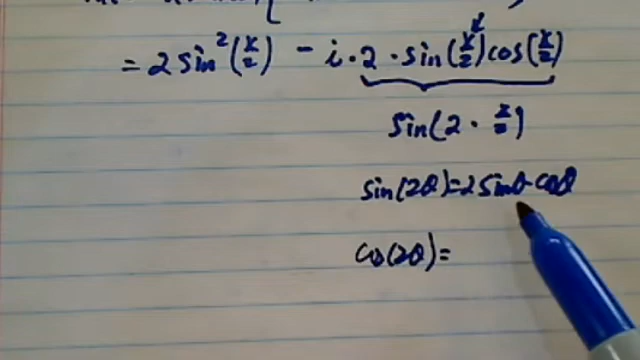 = 2 sin²(x/2) - i · 2 · sin(x/2) cos(x/2)
sin(2 · x/2)
sin(2θ) = 2 sinθ · cosθ
cos(2θ) =